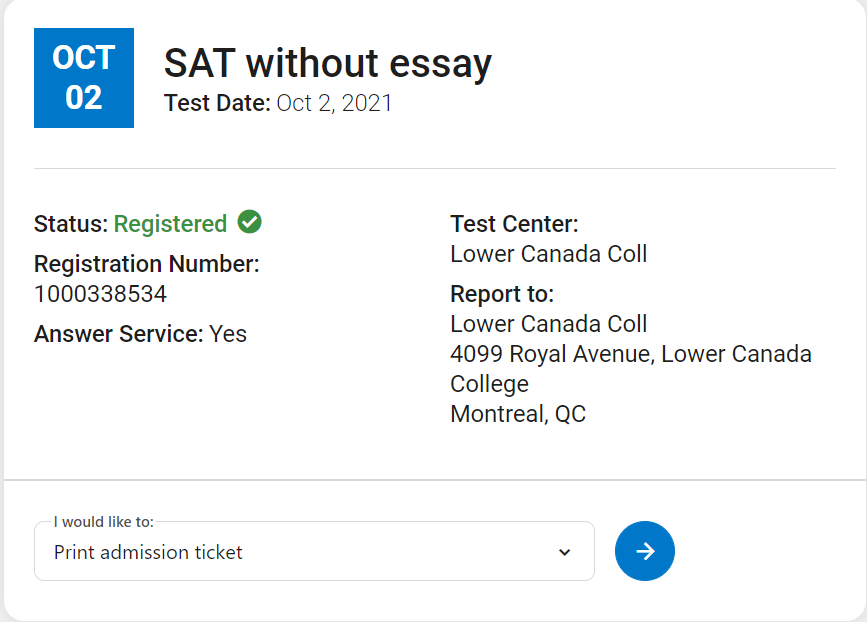 OCT
02
SAT without essay
Test Date: Oct 2, 2021
Status: Registered
Registration Number:
1000338534
Answer Service: Yes
Test Center:
Lower Canada Coll
Report to:
Lower Canada Coll
4099 Royal Avenue, Lower Canada
College
Montreal, QC
I would like to:
Print admission ticket